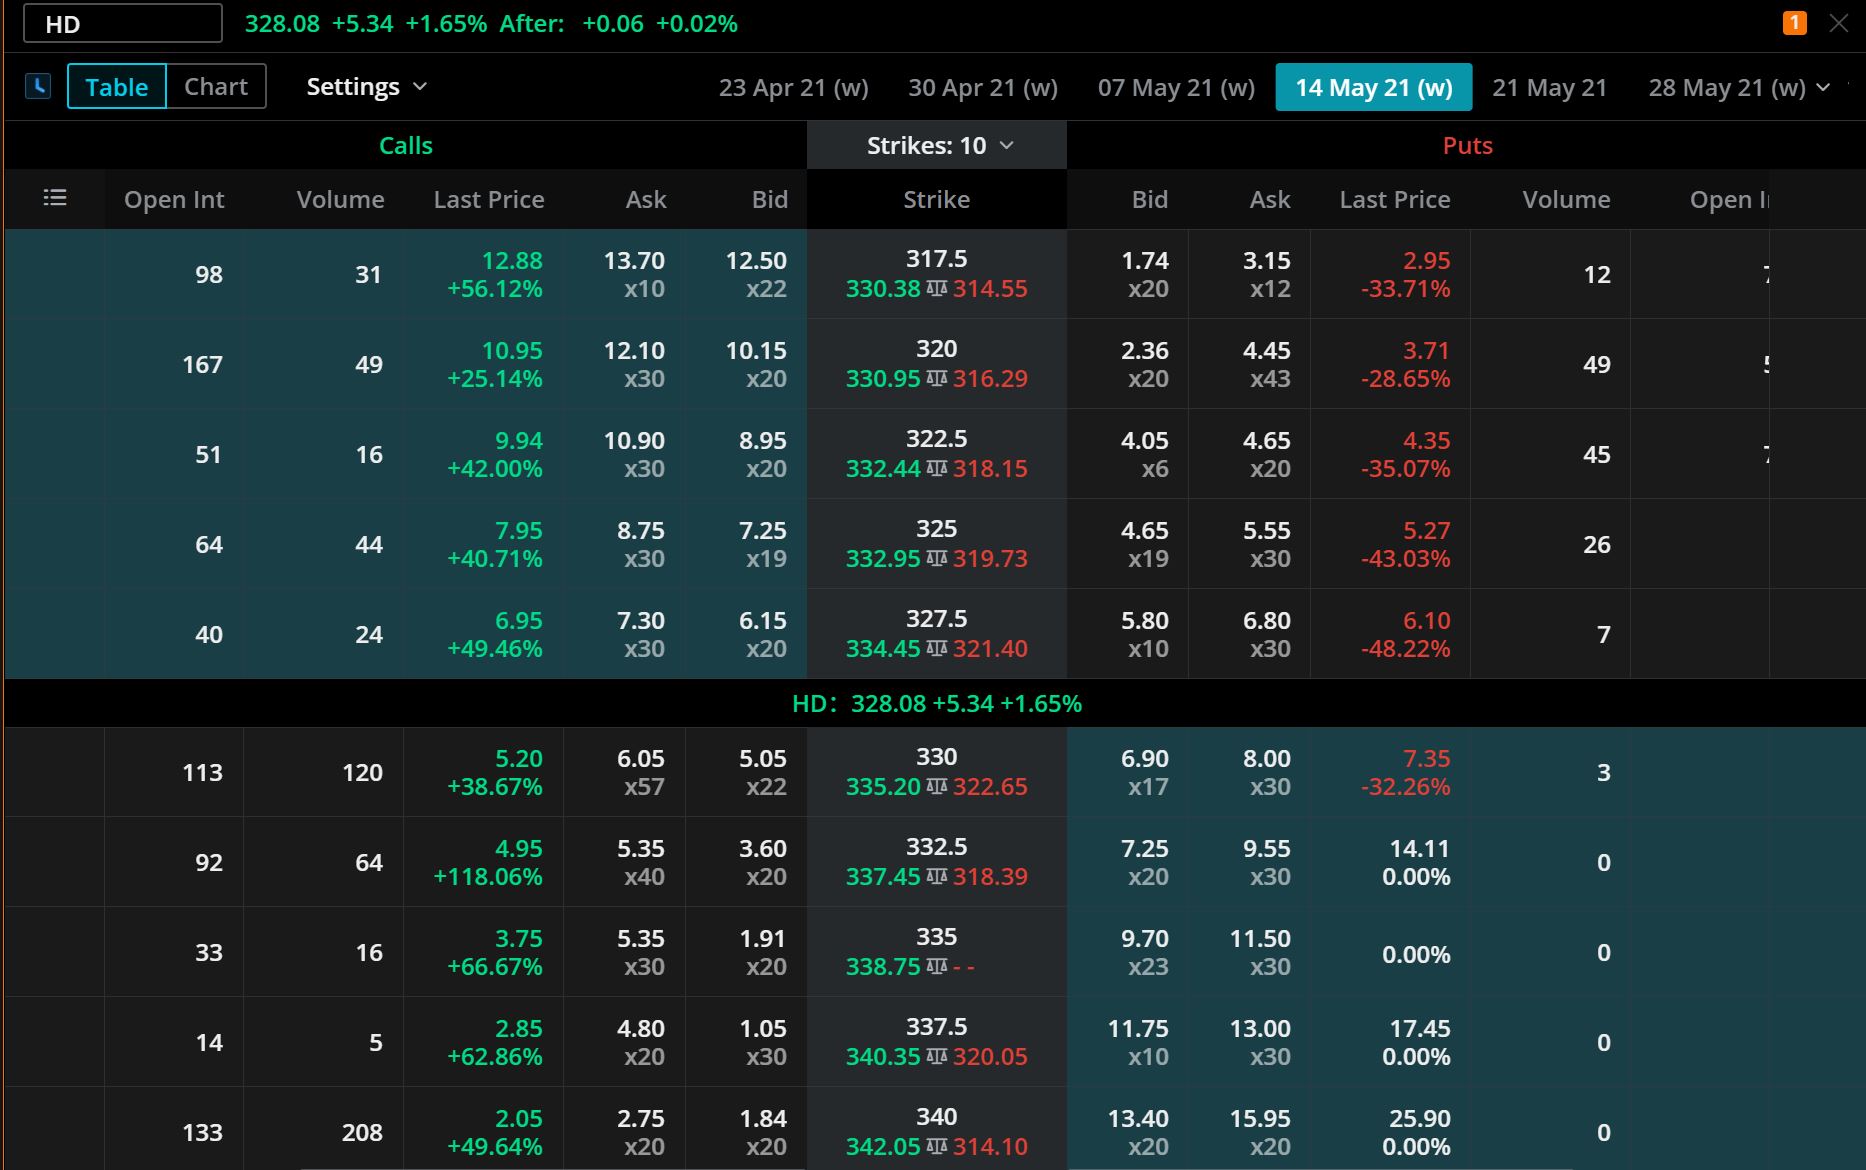 HD 328.08 +5.34 +1.65% After: +0.06 +0.02% 1
Table Chart Settings 23 Apr 21 (w) 30 Apr 21 (w) 07 May 21 (w) 14 May 21 (w) 21 May 21 28 May 21 (w)
Calls Strikes: 10 Puts
Open Int Volume Last Price Ask Bid Strike Bid Ask Last Price Volume Open
98 31 12.88 13.70 12.50 317.5 1.74 3.15 2.95 12
+56.12% x10 x22 330.38 314.55 x20 x12 -33.71%
167 49 10.95 12.10 10.15 320 2.36 4.45 3.71 49
+25.14% x30 x20 330.95 316.29 x20 x43 -28.65%
51 16 9.94 10.90 8.95 322.5 4.05 4.65 4.35 45
+42.00% x30 x20 332.44 318.15 x6 x20 -35.07%
64 44 7.95 8.75 7.25 325 4.65 5.55 5.27 26
+40.71% x30 x19 332.95 319.73 x19 x30 -43.03%
40 24 6.95 7.30 6.15 327.5 5.80 6.80 6.10 7
+49.46% x30 x20 334.45 321.40 x10 x30 -48.22%
HD: 328.08 +5.34 +1.65%
113 120 5.20 6.05 5.05 330 6.90 8.00 7.35 3
+38.67% x57 x22 335.20 322.65 x17 x30 -32.26%
92 64 4.95 5.35 3.60 332.5 7.25 9.55 14.11 0
+118.06% x40 x20 337.45 318.39 x20 x30 0.00%
33 16 3.75 5.35 1.91 335 9.70 11.50 0.00% 0
+66.67% x30 x20 338.75 - - x23 x30
14 5 2.85 4.80 1.05 337.5 11.75 13.00 17.45 0
+62.86% x20 x30 340.35 320.05 x10 x30 0.00%
133 208 2.05 2.75 1.84 340 13.40 15.95 25.90 0
+49.64% x20 x20 342.05 314.10 x20 x20 0.00%